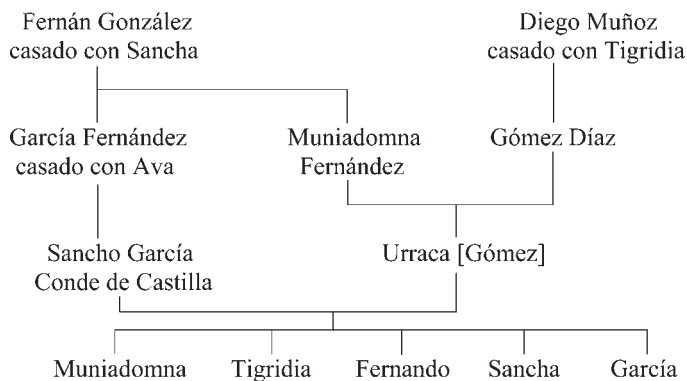 Fernán González
casado con Sancha
Diego Muñoz
casado con Tigridia
García Fernández
casado con Ava
Muniadomna
Fernández
Gómez Díaz
Sancho García
Conde de Castilla
Urraca [Gómez]
Muniadomna
Tigridia
Fernando
Sancha
García